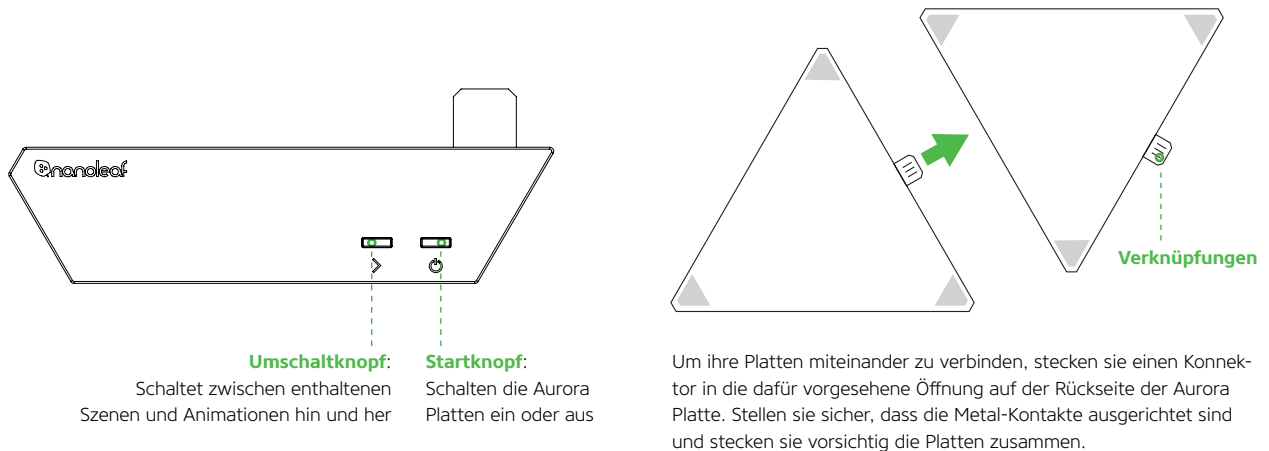 nanoleaf
Umschaltknopf:
Schaltet zwischen enthaltenen
Szenen und Animationen hin und her
Startknopf:
Schalten die Aurora
Platten ein oder aus
Verknüpfungen
Um ihre Platten miteinander zu verbinden, stecken sie einen Konnek-
tor in die dafür vorgesehene Öffnung auf der Rückseite der Aurora
Platte. Stellen sie sicher, dass die Metal-Kontakte ausgerichtet sind
und stecken sie vorsichtig die Platten zusammen.